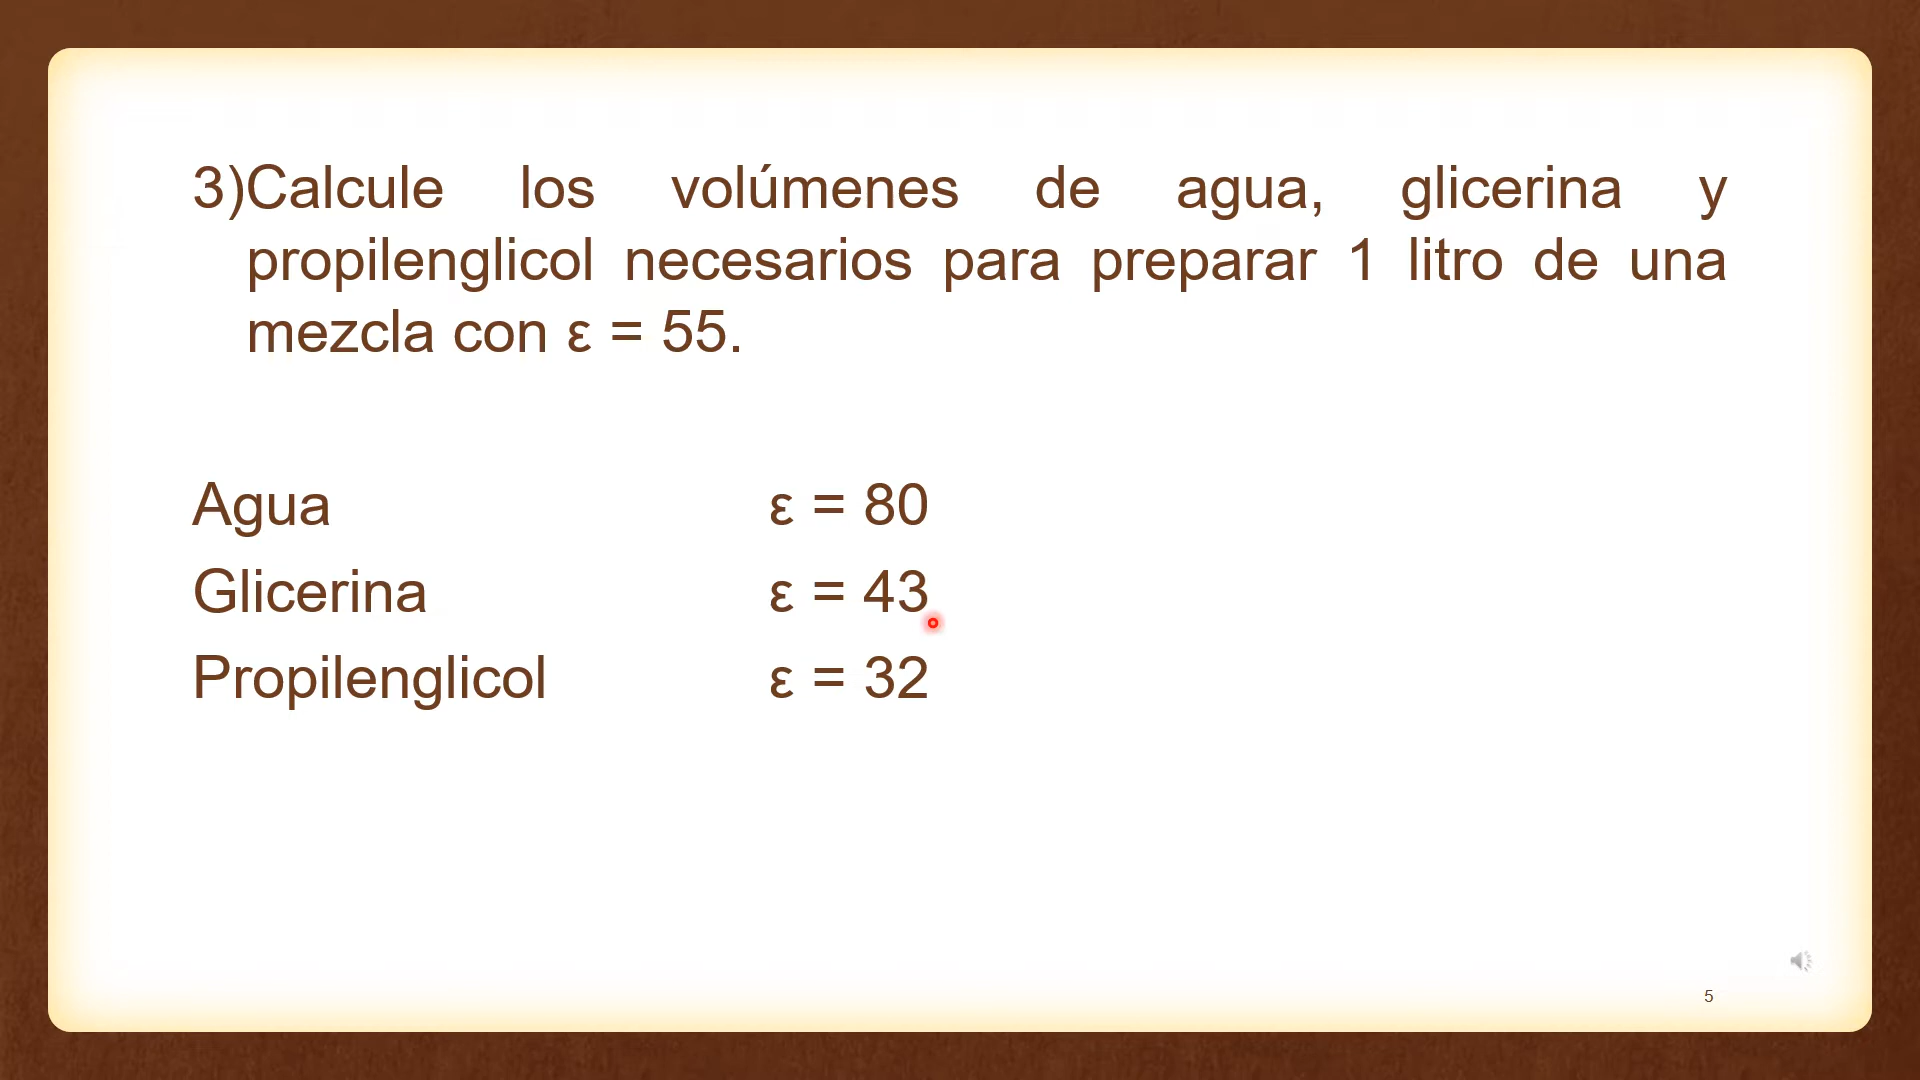 3)Calcule los volúmenes de agua, glicerina y
propilenglicol necesarios para preparar 1 litro de una
mezcla con ε = 55.
Agua ε = 80
Glicerina ε = 43
Propilenglicol ε = 32
5